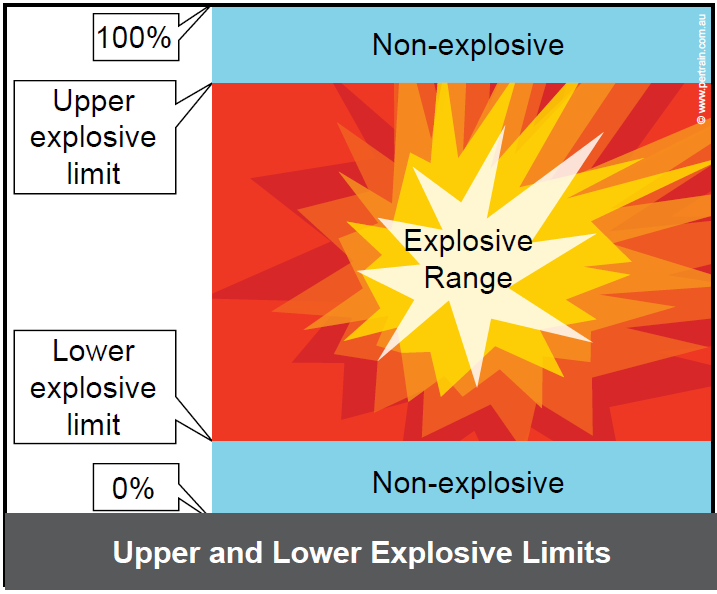 100%
Non-explosive
© www.pertrain.com.au
Upper
explosive
limit
Explosive
Range
Lower
explosive
limit
0%
Non-explosive
Upper and Lower Explosive Limits